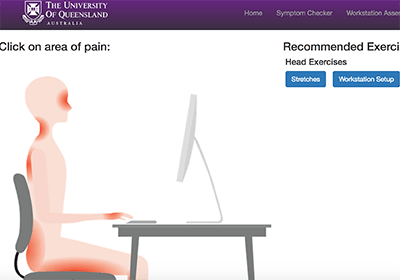 THE UNIVERSITY
OF QUEENSLAND
AUSTRALIA
Home Symptom Checker Workstation Asses
Click on area of pain:
Recommended Exerci
Head Exercises
Stretches Workstation Setup